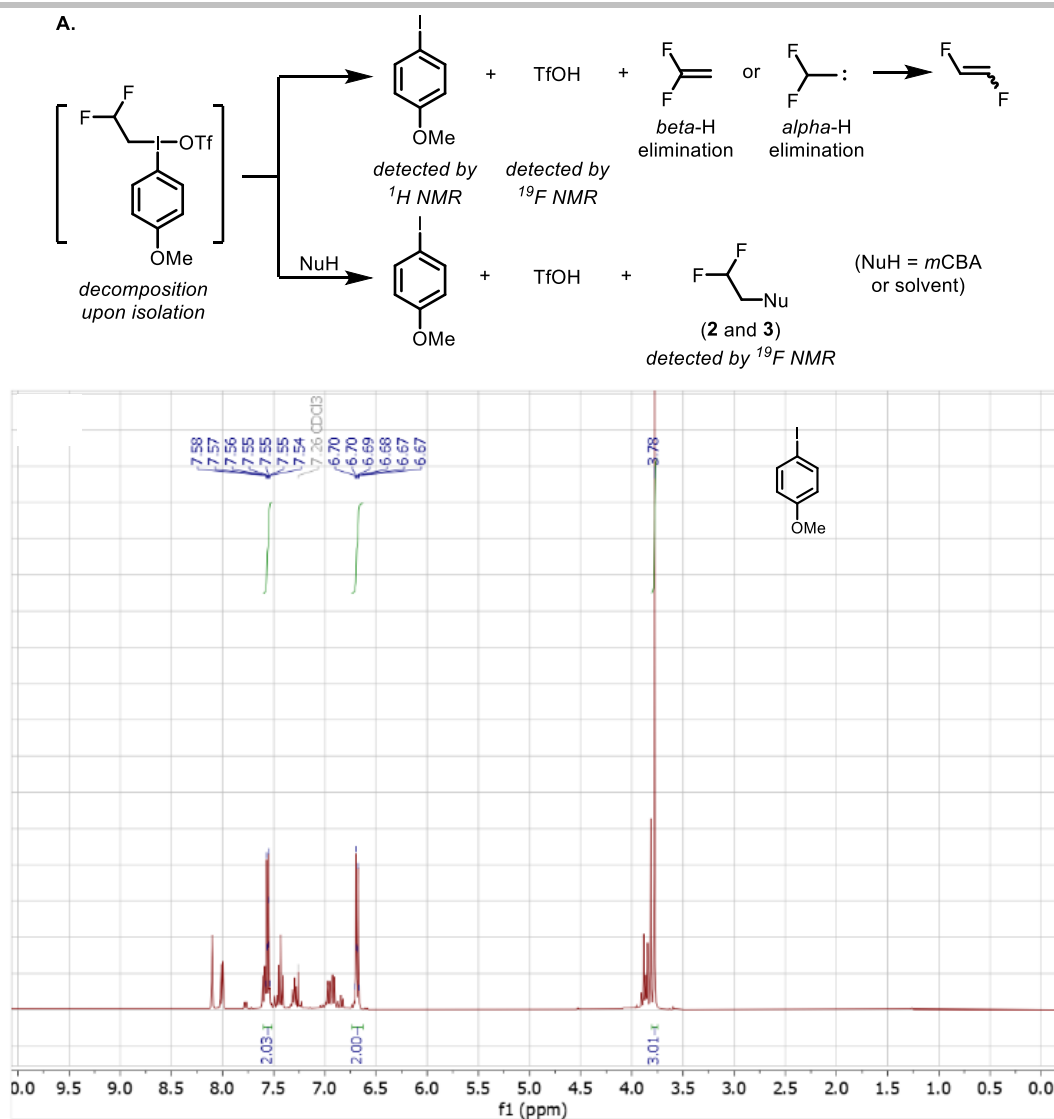 A.
I
F
F
I
OTf
OMe
decomposition
upon isolation
OMe
detected by
1H NMR
+
TfOH
detected by
19F NMR
+
F
F
beta-H
elimination
or
F
F
:
alpha-H
elimination
F
F
NuH
I
OMe
+
TfOH
+
F
F
Nu
(2 and 3)
detected by 19F NMR
(NuH = mCBA
or solvent)
7.58
7.57
7.56
7.55
7.55
7.55
7.54
7.26 CDCl3
6.70
6.70
6.69
6.68
6.67
6.67
3.78
I
OMe
2.03
2.00
3.01
0.0 9.5 9.0 8.5 8.0 7.5 7.0 6.5 6.0 5.5 5.0 4.5 4.0 3.5 3.0 2.5 2.0 1.5 1.0 0.5 0.0
f1 (ppm)